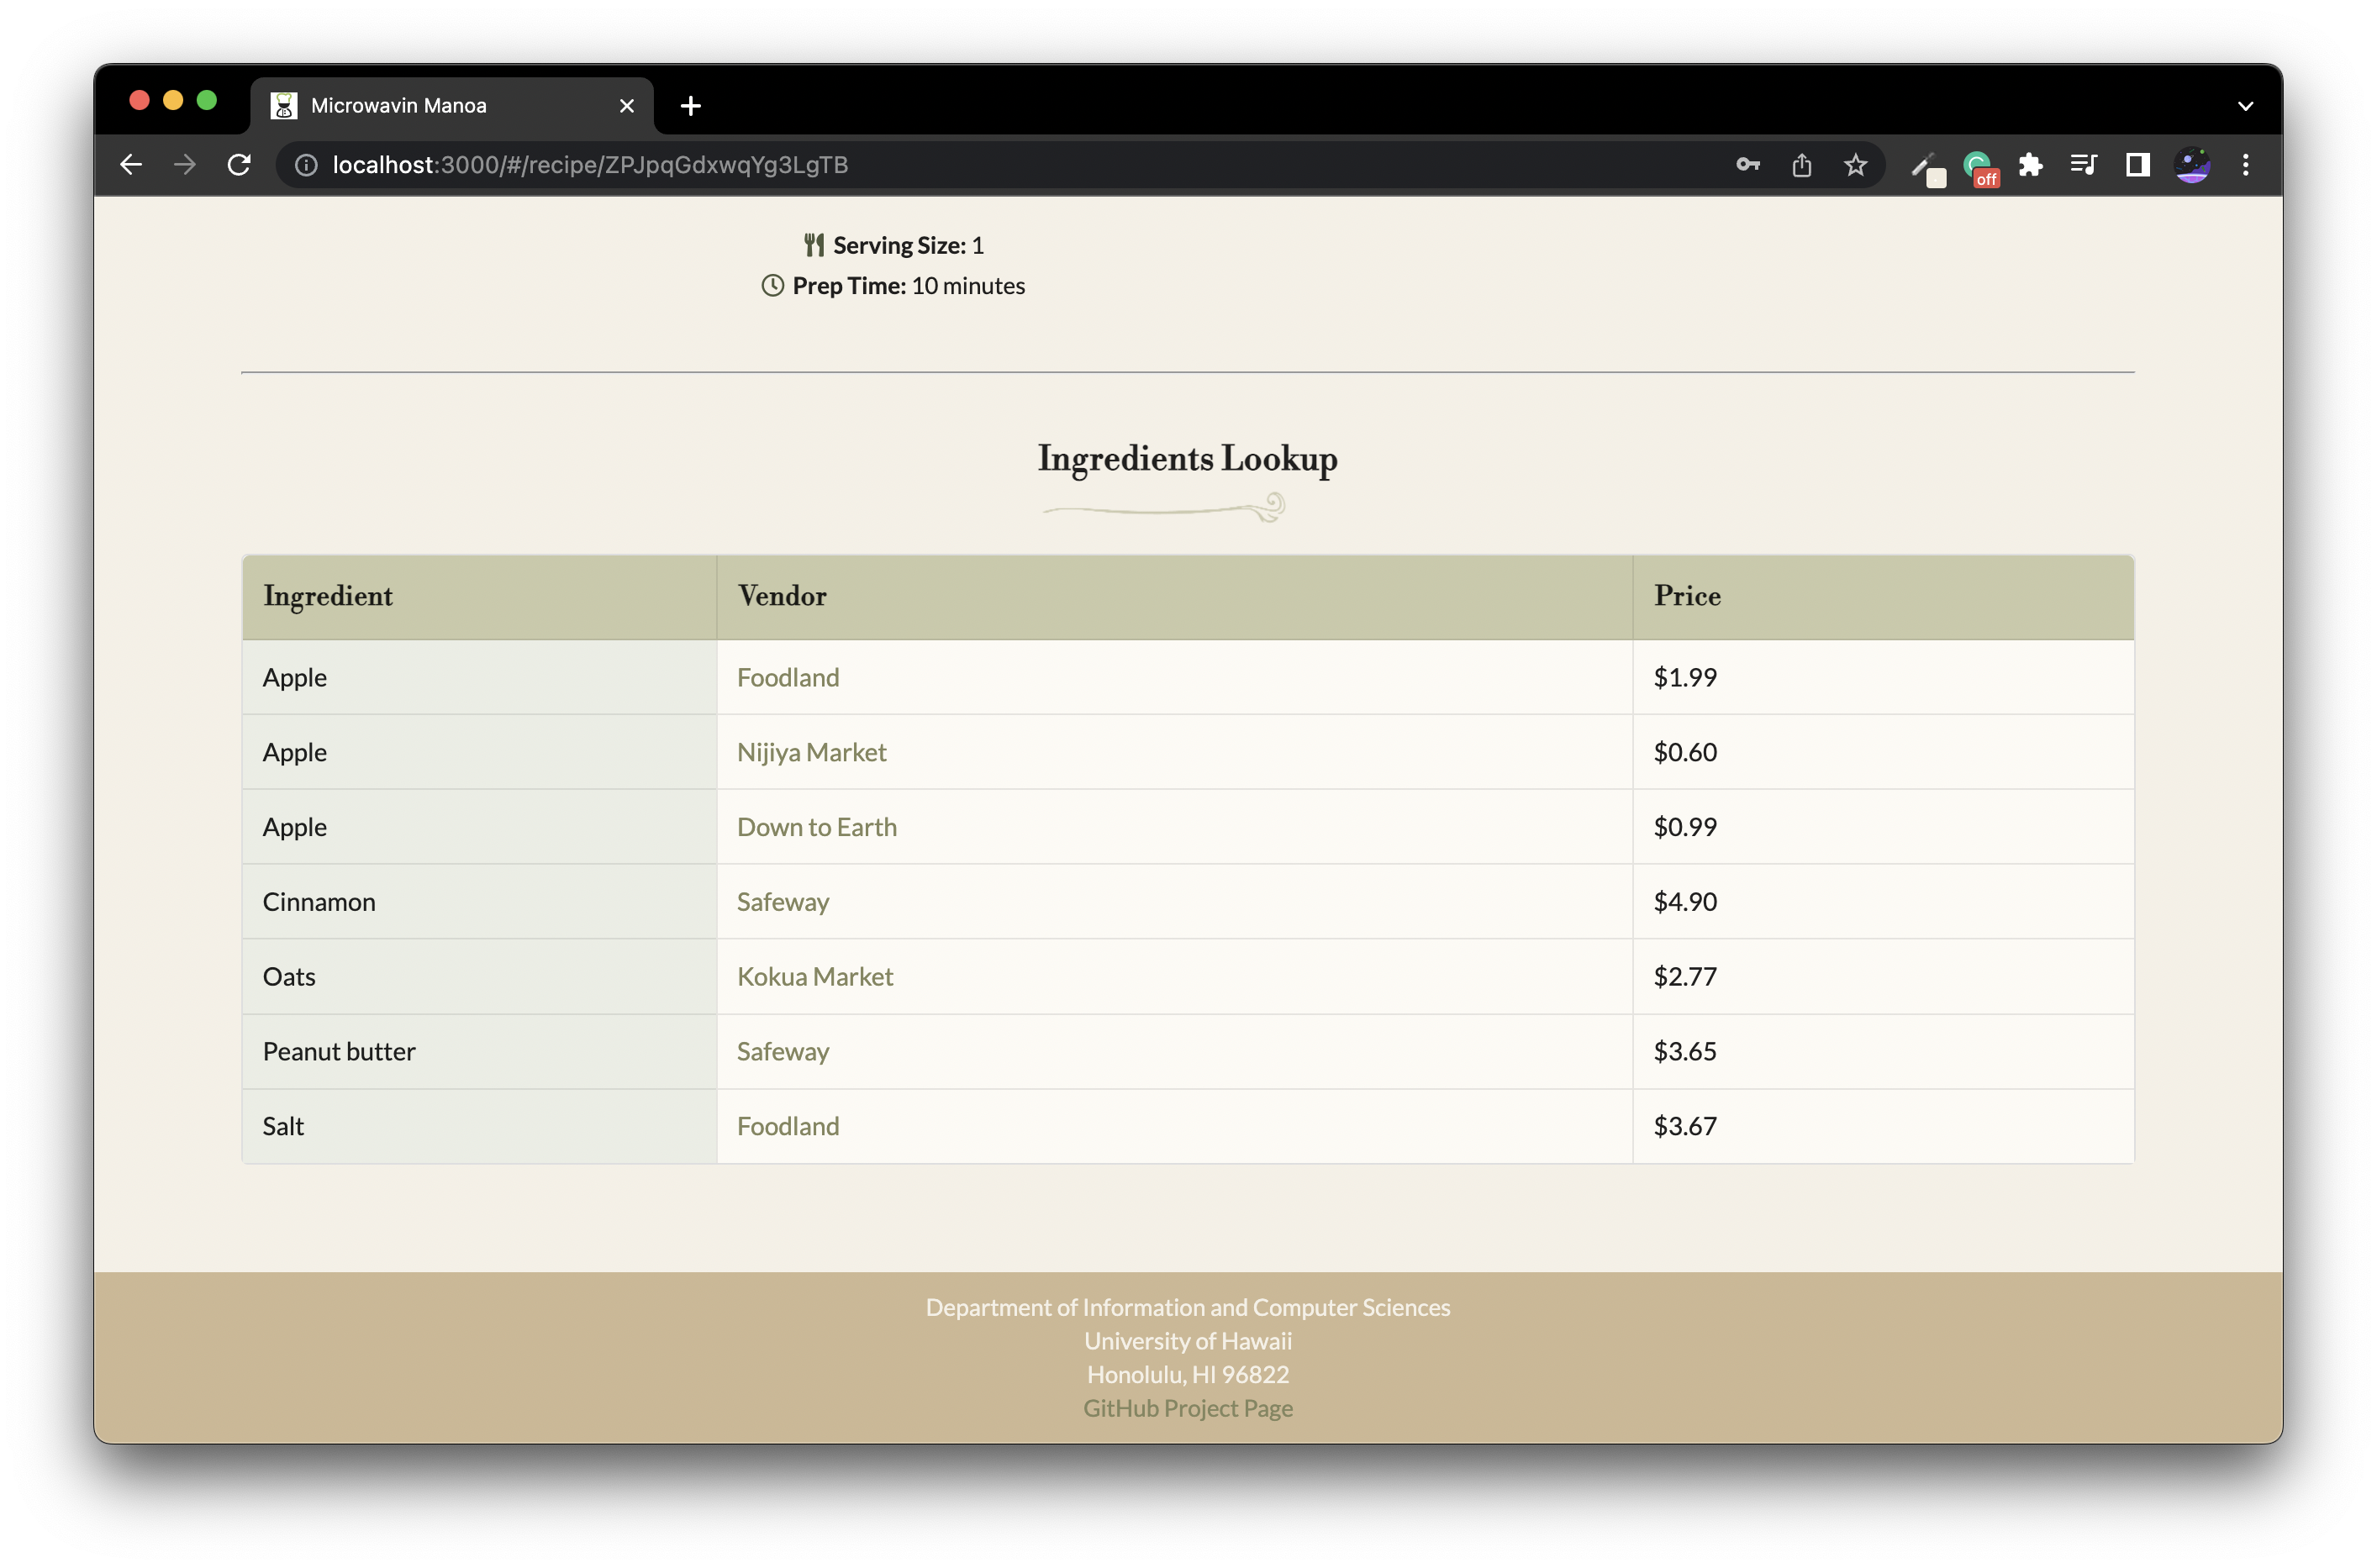 Microwavin Manoa
localhost:3000/#/recipe/ZPJpqGdxwqYg3LgTB
off
Serving Size: 1
Prep Time: 10 minutes
Ingredients Lookup
Ingredient Vendor Price
Apple Foodland $1.99
Apple Nijiya Market $0.60
Apple Down to Earth $0.99
Cinnamon Safeway $4.90
Oats Kokua Market $2.77
Peanut butter Safeway $3.65
Salt Foodland $3.67
Department of Information and Computer Sciences
University of Hawaii
Honolulu, HI 96822
GitHub Project Page